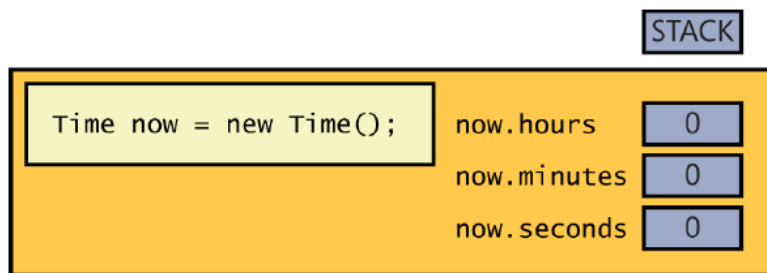 STACK
Time now = new Time();
now.hours 0
now.minutes 0
now.seconds 0